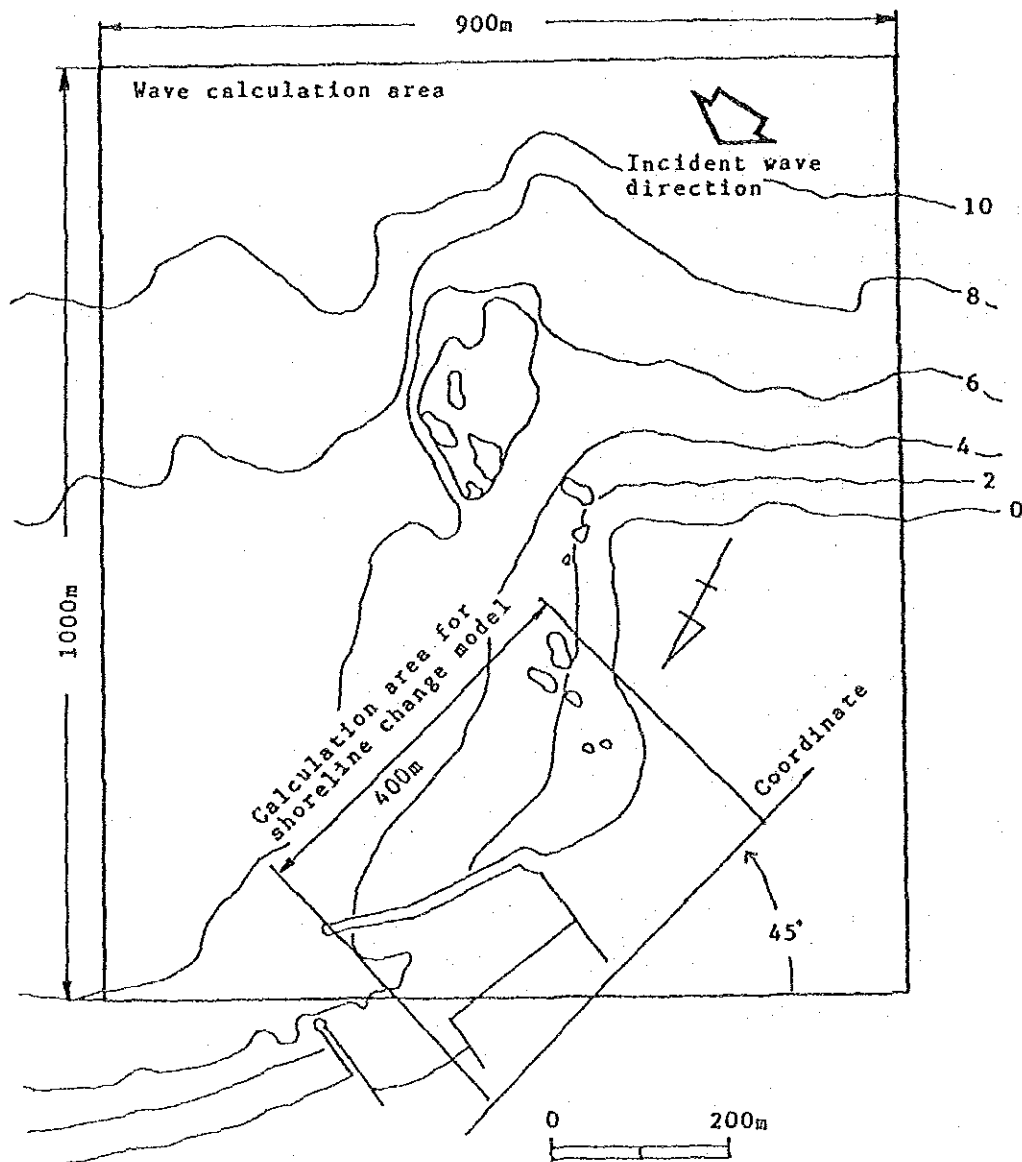 900m
Wave calculation area
Incident wave
direction
10
8
6
4
2
0
1000m
Calculation area for
shoreline change model
400m
Coordinate
45°
0 200m